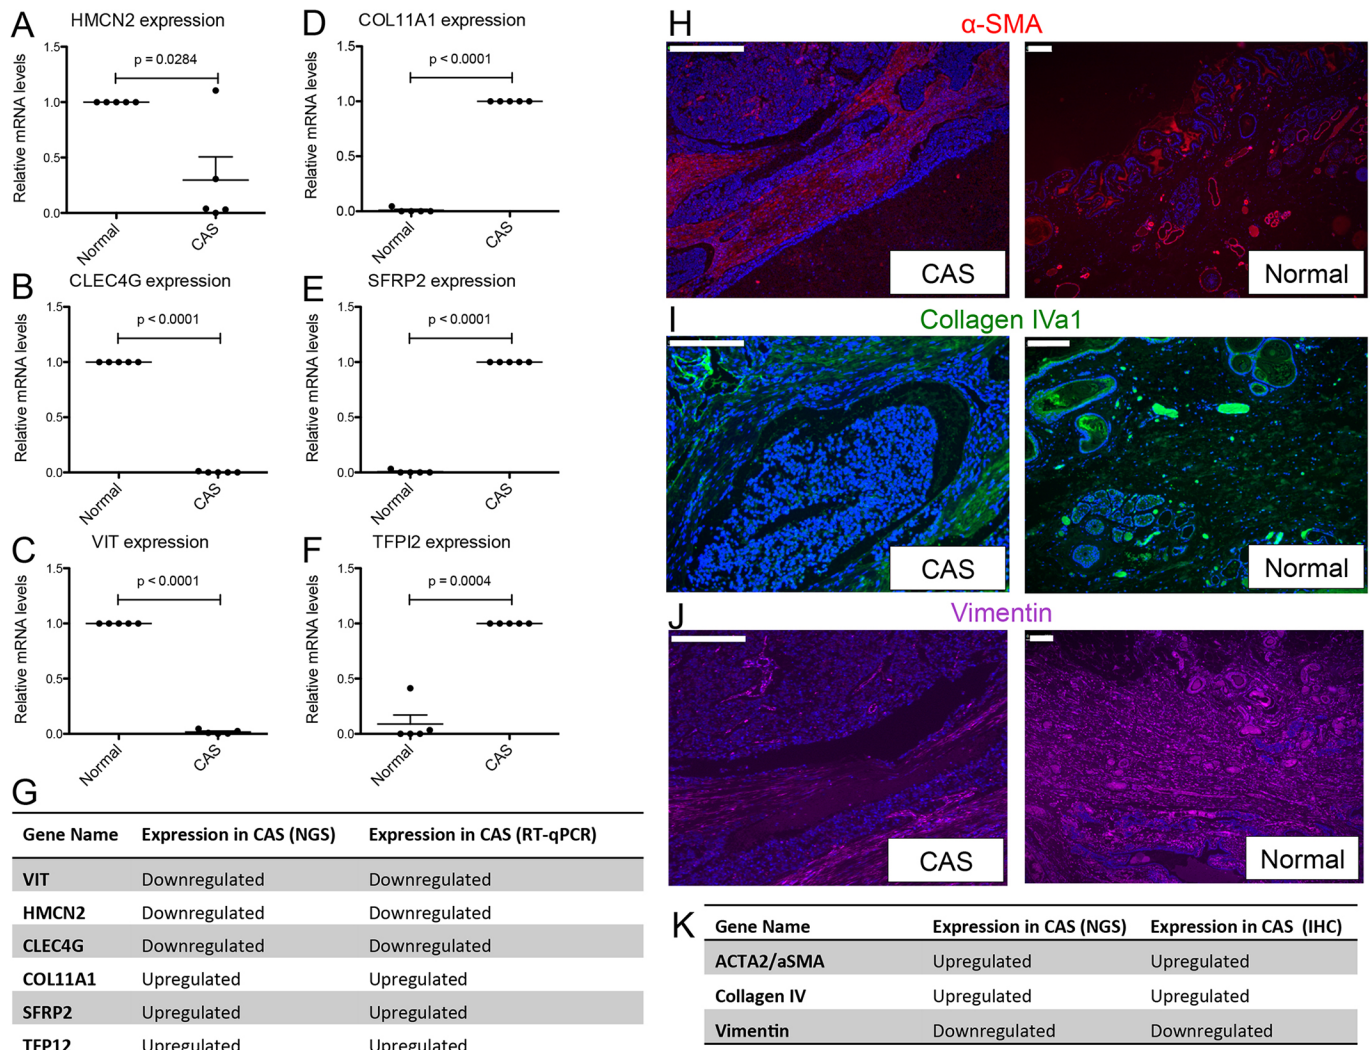 A
HMCN2 expression
Relative mRNA levels
1.5
1.0
0.5
0.0
p = 0.0284
Normal
CAS
B
CLEC4G expression
Relative mRNA levels
1.5
1.0
0.5
0.0
p < 0.0001
Normal
CAS
C
VIT expression
Relative mRNA levels
1.5
1.0
0.5
0.0
p < 0.0001
Normal
CAS
D
COL11A1 expression
Relative mRNA levels
1.5
1.0
0.5
0.0
p < 0.0001
Normal
CAS
E
SFRP2 expression
Relative mRNA levels
1.5
1.0
0.5
0.0
p < 0.0001
Normal
CAS
F
TFPI2 expression
Relative mRNA levels
1.5
1.0
0.5
0.0
p = 0.0004
Normal
CAS
G
Gene Name Expression in CAS (NGS) Expression in CAS (RT-qPCR)
VIT Downregulated Downregulated
HMCN2 Downregulated Downregulated
CLEC4G Downregulated Downregulated
COL11A1 Upregulated Upregulated
SFRP2 Upregulated Upregulated
TFP12 Upregulated Upregulated
H
α-SMA
CAS
Normal
I
Collagen IVa1
CAS
Normal
J
Vimentin
CAS
Normal
K
Gene Name Expression in CAS (NGS) Expression in CAS (IHC)
ACTA2/aSMA Upregulated Upregulated
Collagen IV Upregulated Upregulated
Vimentin Downregulated Downregulated